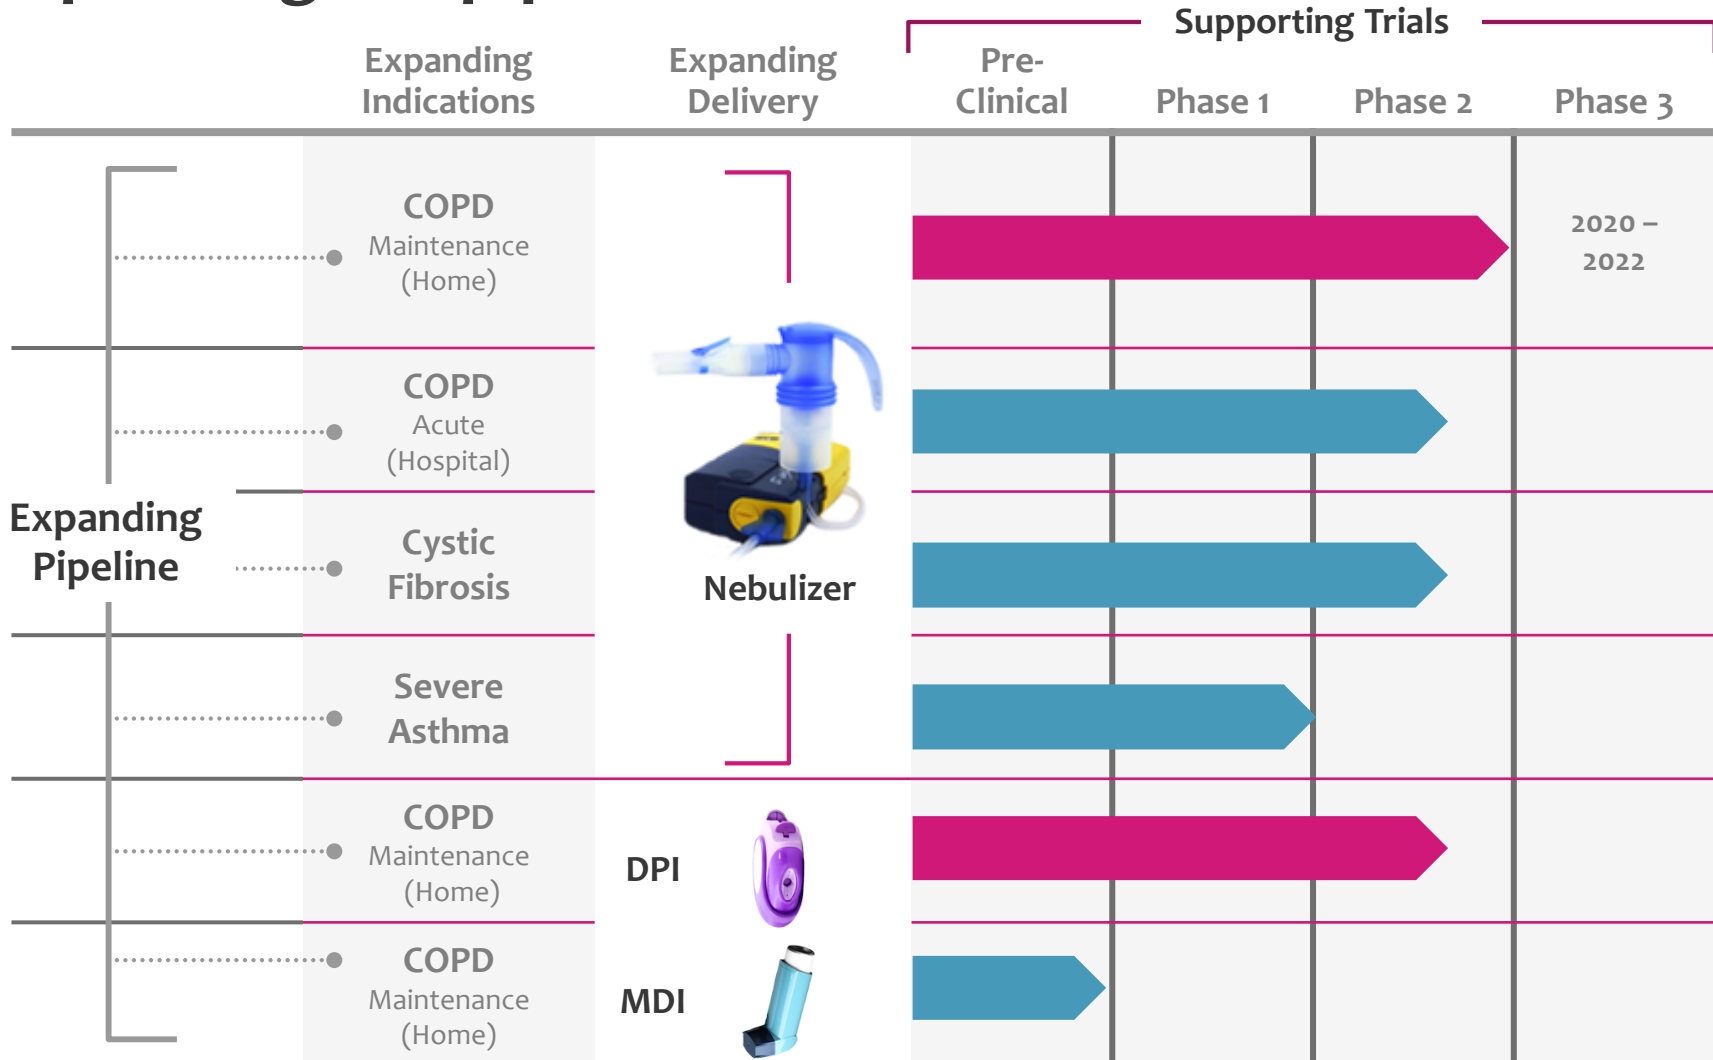 Supporting Trials
Expanding
Indications
Expanding
Delivery
Pre-
Clinical
Phase 1
Phase 2
Phase 3
COPD
Maintenance
(Home)
2020 –
2022
COPD
Acute
(Hospital)
Expanding
Pipeline
Cystic
Fibrosis
Nebulizer
Severe
Asthma
COPD
Maintenance
(Home)
DPI
COPD
Maintenance
(Home)
MDI